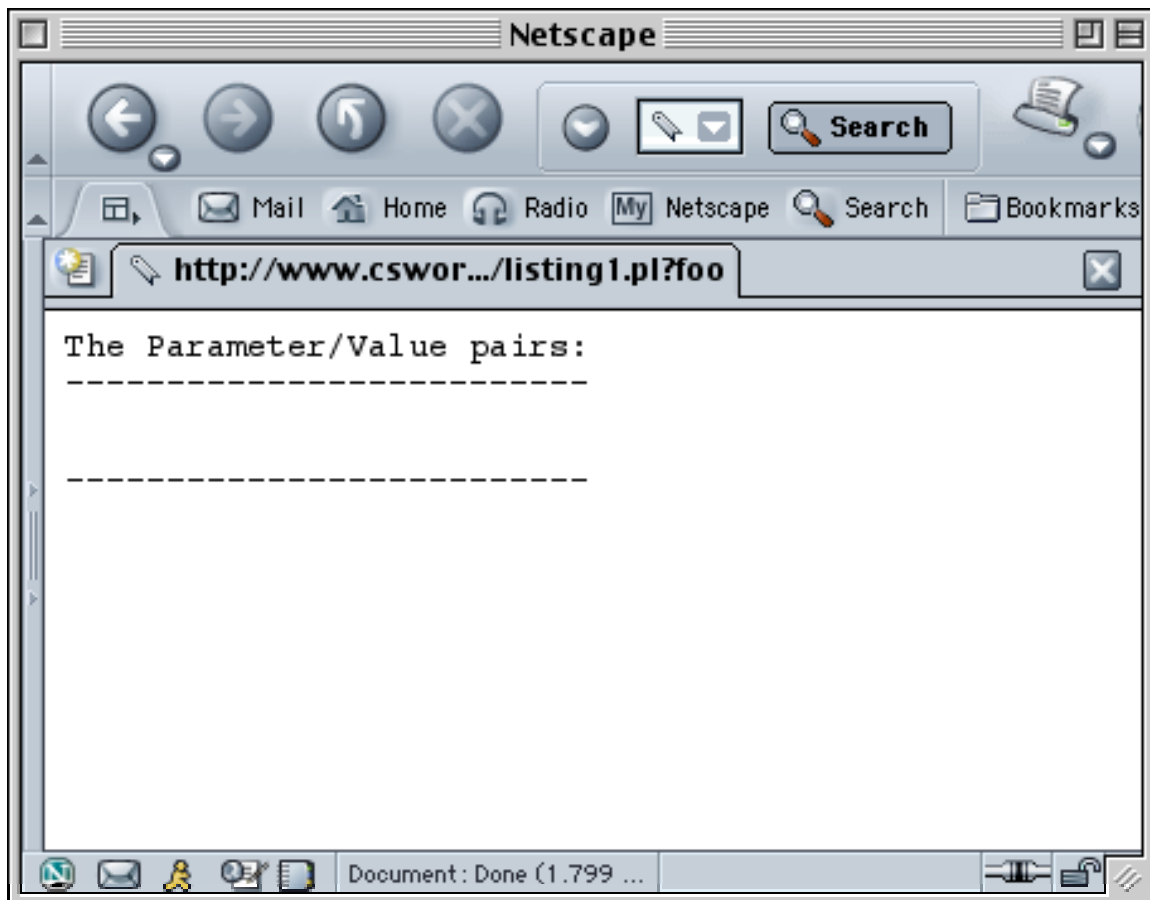 Netscape
Search
Mail Home Radio My Netscape Search Bookmarks
http://www.cswor.../listing1.pl?foo
The Parameter/Value pairs:
--------------------------
--------------------------
N Document: Done (1.799 ...